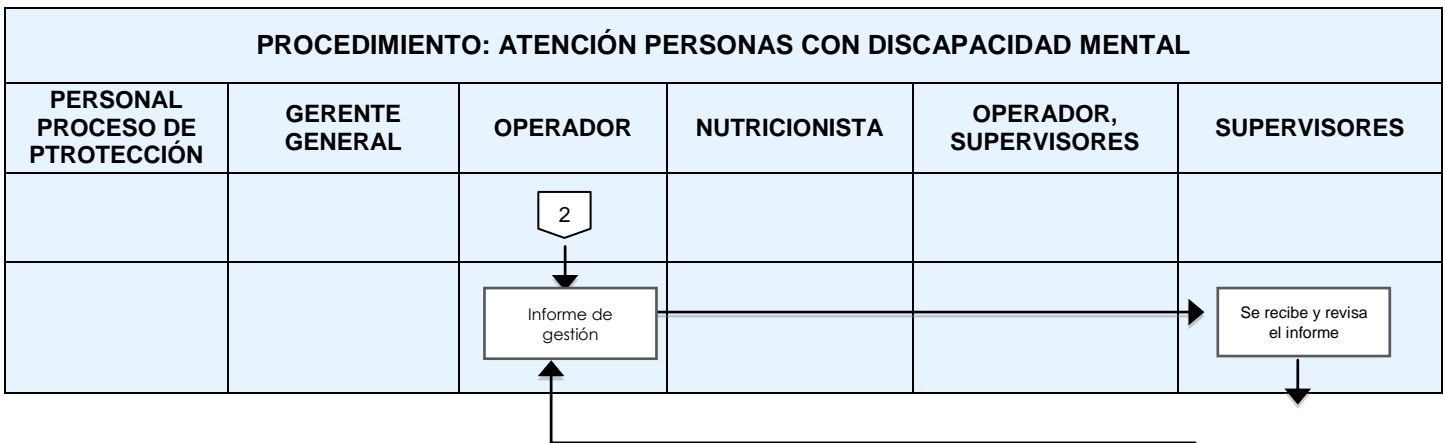 PROCEDIMIENTO: ATENCIÓN PERSONAS CON DISCAPACIDAD MENTAL
PERSONAL
PROCESO DE
PTROTECCIÓN
GERENTE
GENERAL
OPERADOR
NUTRICIONISTA
OPERADOR,
SUPERVISORES
SUPERVISORES
2
Informe de
gestión
Se recibe y revisa
el informe